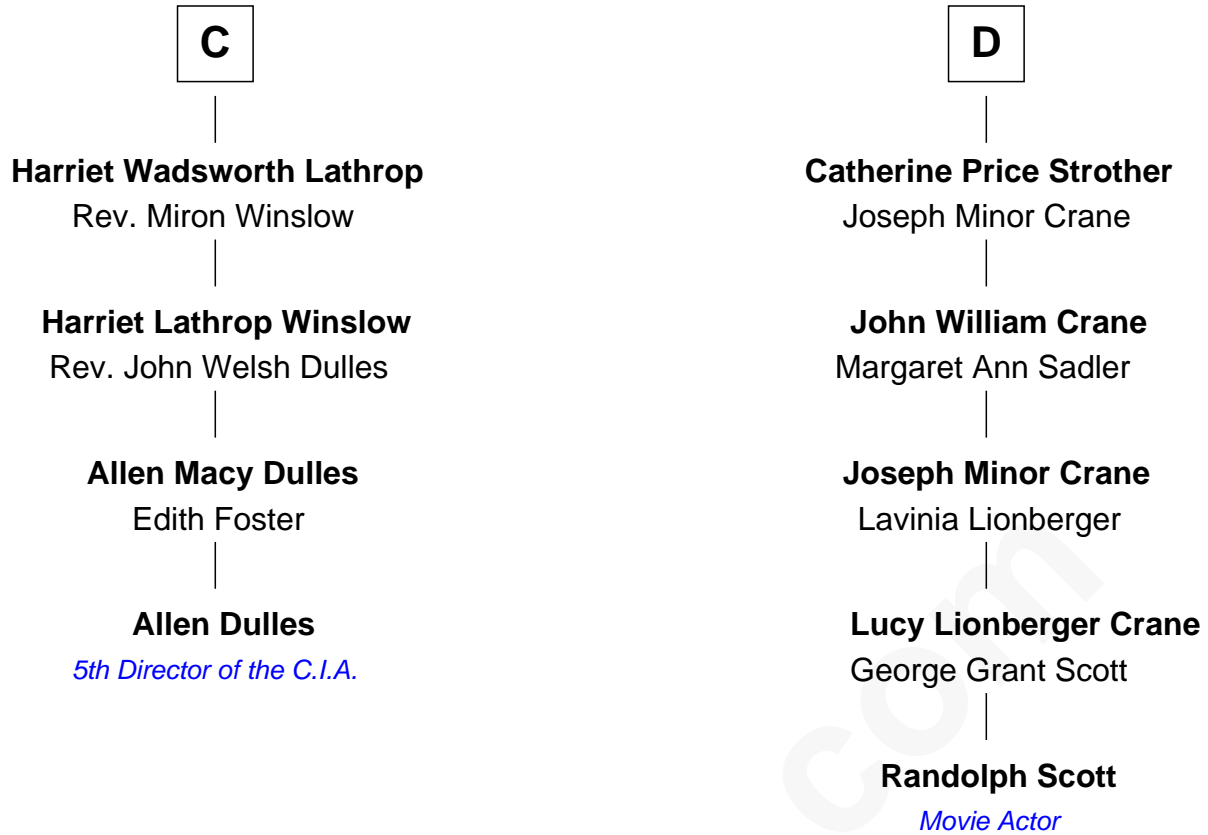 C
Harriet Wadsworth Lathrop
Rev. Miron Winslow
Harriet Lathrop Winslow
Rev. John Welsh Dulles
Allen Macy Dulles
Edith Foster
Allen Dulles
5th Director of the C.I.A.
D
Catherine Price Strother
Joseph Minor Crane
John William Crane
Margaret Ann Sadler
Joseph Minor Crane
Lavinia Lionberger
Lucy Lionberger Crane
George Grant Scott
Randolph Scott
Movie Actor
com